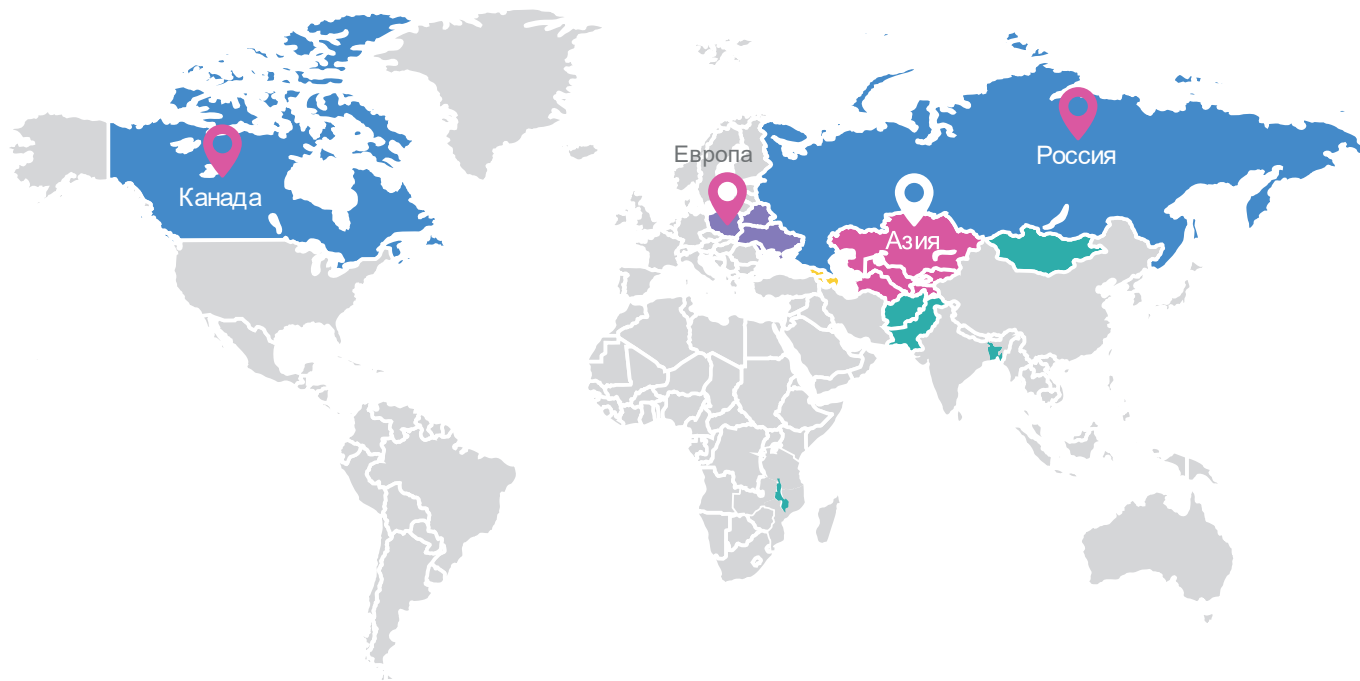 Европа
Россия
Канада
Азия